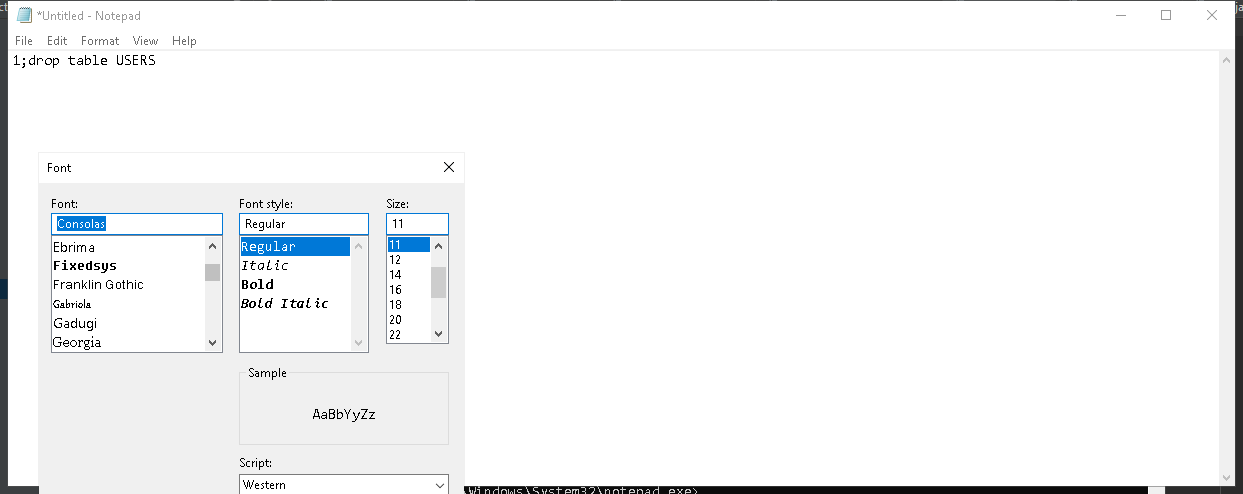 *Untitled - Notepad
File Edit Format View Help
1;drop table USERS
Font
Font: Font style: Size:
Consolas Regular 11
Ebrima Regular 11
Fixedsys Italic 12
Franklin Gothic Bold 14
Gabriola Bold Italic 16
Gadugi 18
Georgia 20
22
Sample
AaBbYyZz
Script:
Western
\Windows\System32\notepad.exe>